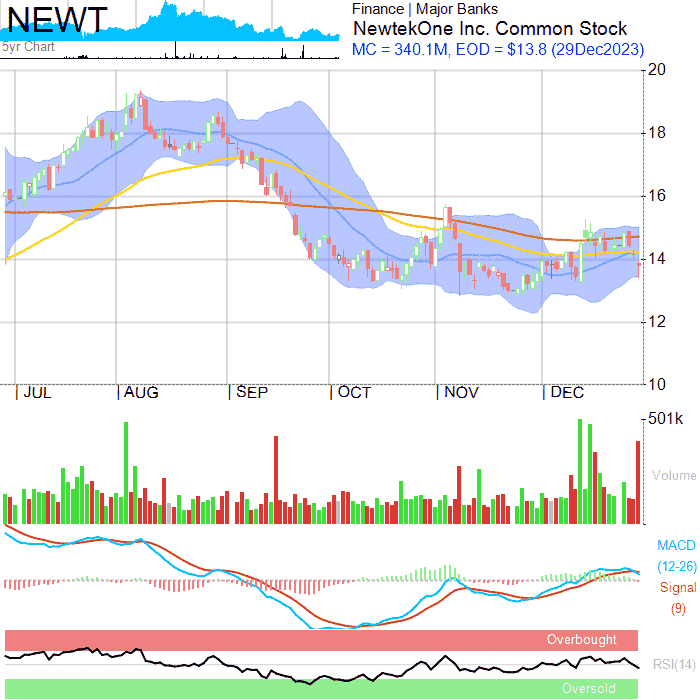 NEWT
5yr Chart
Finance | Major Banks
NewtekOne Inc. Common Stock
MC = 340.1M, EOD = $13.8 (29Dec2023)
20
18
16
14
12
10
| JUL | AUG | SEP | OCT | NOV | DEC
501k
Volume
MACD
(12-26)
Signal
(9)
Overbought
RSI(14)
Oversold